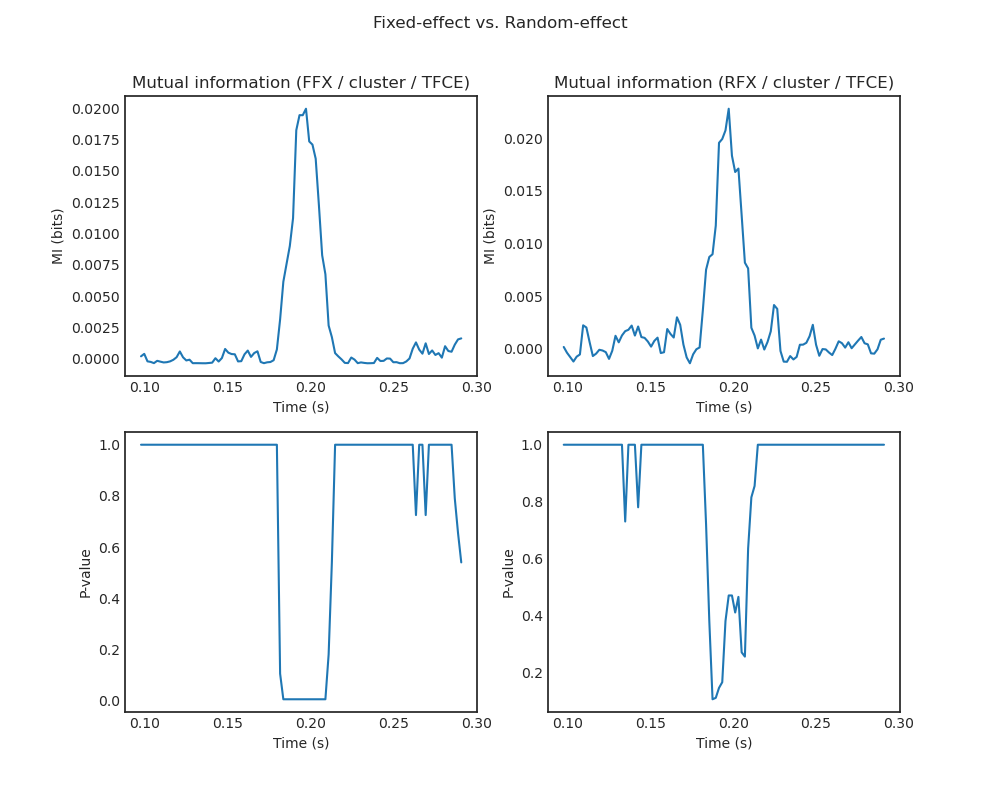 Fixed-effect vs. Random-effect
Mutual information (FFX / cluster / TFCE)
MI (bits)
0.0200
0.0175
0.0150
0.0125
0.0100
0.0075
0.0050
0.0025
0.0000
0.10 0.15 0.20 0.25 0.30
Time (s)
Mutual information (RFX / cluster / TFCE)
MI (bits)
0.020
0.015
0.010
0.005
0.000
0.10 0.15 0.20 0.25 0.30
Time (s)
P-value
1.0
0.8
0.6
0.4
0.2
0.0
0.10 0.15 0.20 0.25 0.30
Time (s)
P-value
1.0
0.8
0.6
0.4
0.2
0.10 0.15 0.20 0.25 0.30
Time (s)